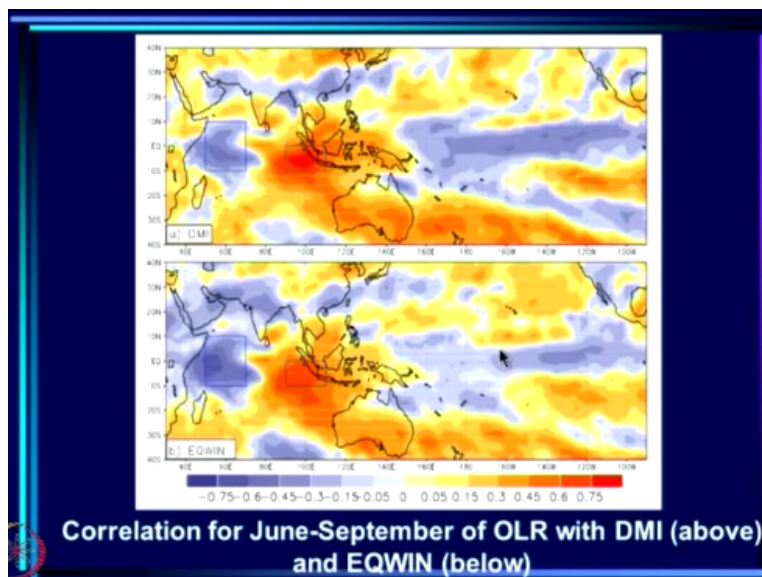 40N
30N
20N
10N
EQ
10S
20S
30S
40S
a) DMI
40E 60E 80E 100E 120E 140E 160E 180E 160W 140W 120W 100W
40N
30N
20N
10N
EQ
10S
20S
30S
40S
b) EQWIN
40E 60E 80E 100E 120E 140E 160E 180E 160W 140W 120W 100W
-0.75-0.6-0.45-0.3-0.15-0.05 0 0.05 0.15 0.3 0.45 0.6 0.75
Correlation for June-September of OLR with DMI (above)
and EQWIN (below)